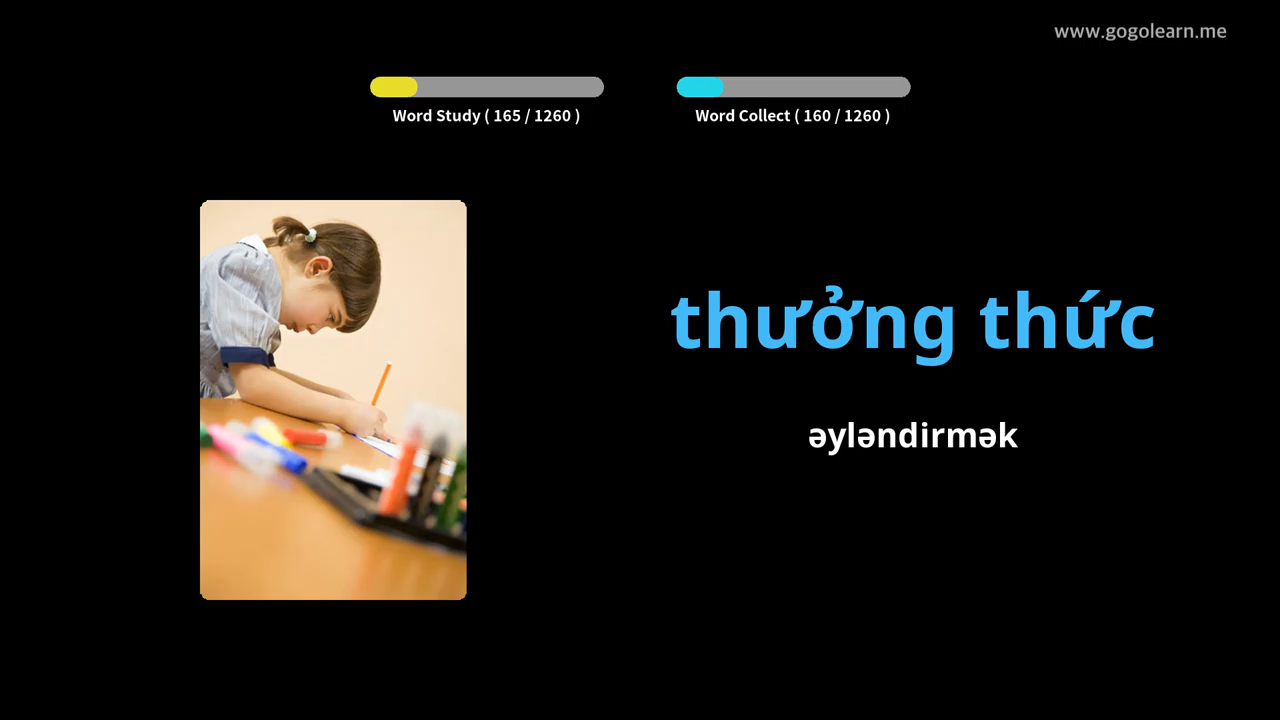 www.gogolearn.me
Word Study ( 165 / 1260 )
Word Collect ( 160 / 1260 )
thưởng thức
əyləndirmək